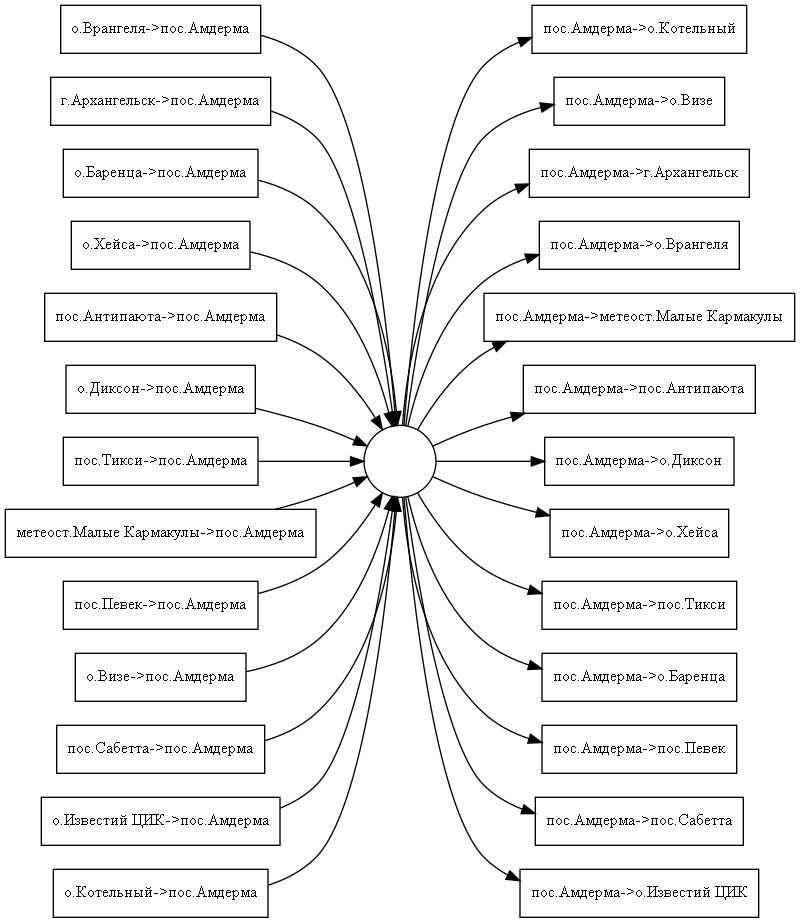 о.Врангеля->пос.Амдерма
г.Архангельск->пос.Амдерма
о.Баренца->пос.Амдерма
о.Хейса->пос.Амдерма
пос.Антипаюта->пос.Амдерма
о.Диксон->пос.Амдерма
пос.Тикси->пос.Амдерма
метеост.Малые Кармакулы->пос.Амдерма
пос.Певек->пос.Амдерма
о.Визе->пос.Амдерма
пос.Сабетта->пос.Амдерма
о.Известий ЦИК->пос.Амдерма
о.Котельный->пос.Амдерма
пос.Амдерма->о.Котельный
пос.Амдерма->о.Визе
пос.Амдерма->г.Архангельск
пос.Амдерма->о.Врангеля
пос.Амдерма->метеост.Малые Кармакулы
пос.Амдерма->пос.Антипаюта
пос.Амдерма->о.Диксон
пос.Амдерма->о.Хейса
пос.Амдерма->пос.Тикси
пос.Амдерма->о.Баренца
пос.Амдерма->пос.Певек
пос.Амдерма->пос.Сабетта
пос.Амдерма->о.Известий ЦИК